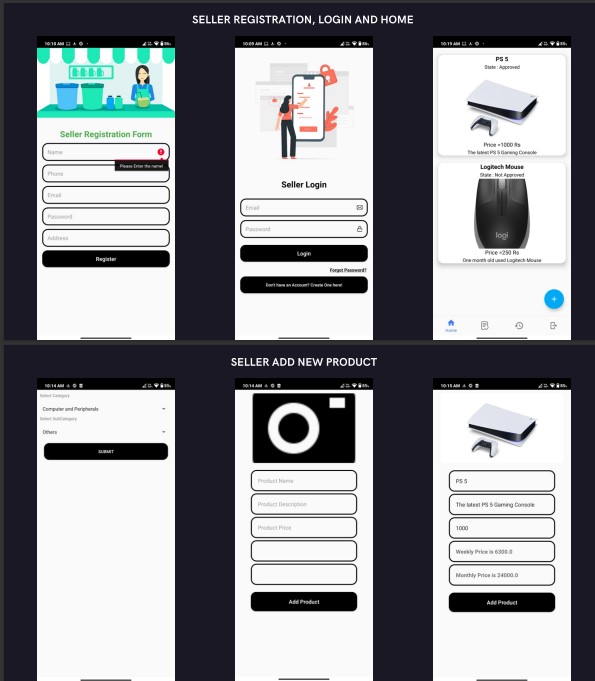 SELLER REGISTRATION, LOGIN AND HOME
10:10 AM
Seller Registration Form
Name
Please Enter the name!
Phone
Email
Password
Address
Register
10:09 AM
Seller Login
Email
Password
Login
Forgot Password?
Don't have an Account? Create One here!
10:19 AM
PS 5
State : Approved
Price =1000 Rs
The latest PS 5 Gaming Console
Logitech Mouse
State : Not Approved
logi
Price =250 Rs
One month old used Logitech Mouse
+
Home
SELLER ADD NEW PRODUCT
10:14 AM
Select Category
Computer and Peripherals
Select SubCategory
Others
SUBMIT
10:14 AM
Product Name
Product Description
Product Price
Add Product
10:15 AM
PS 5
The latest PS 5 Gaming Console
1000
Weekly Price is 6300.0
Monthly Price is 24000.0
Add Product